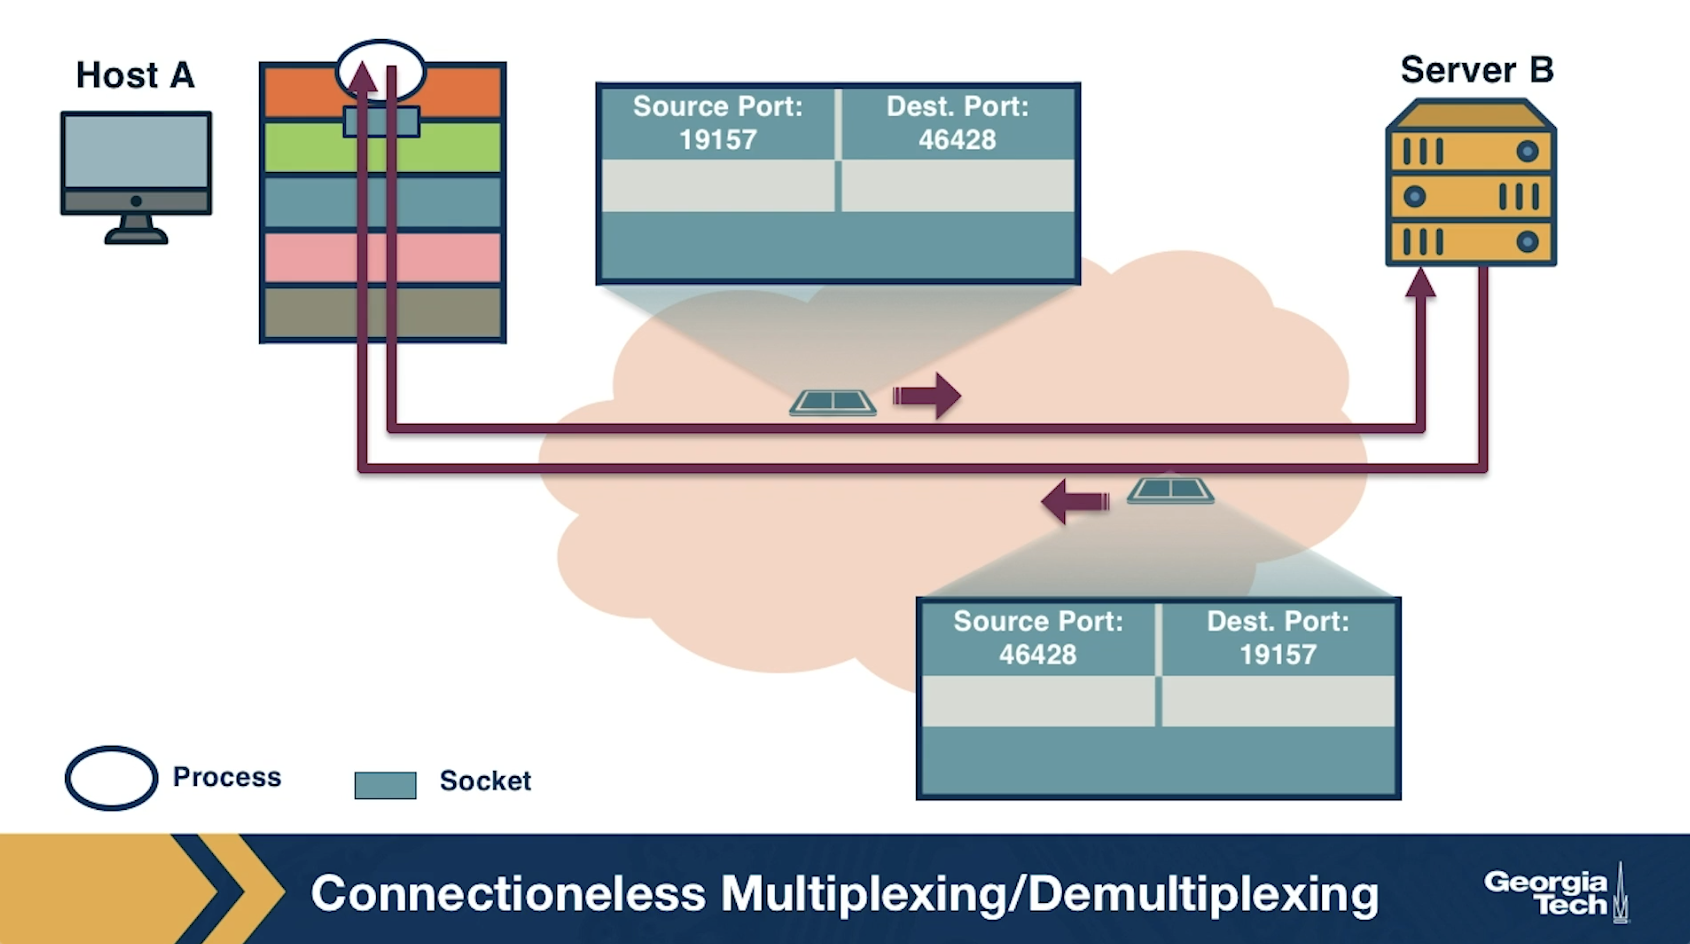 Host A
Server B
Source Port:
19157
Dest. Port:
46428
Source Port:
46428
Dest. Port:
19157
Process
Socket
Connectioneless Multiplexing/Demultiplexing
Georgia
Tech